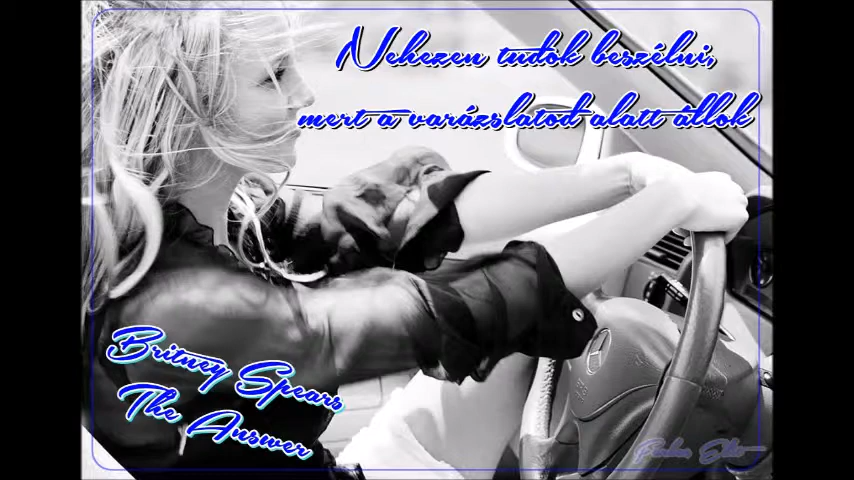 Nehezen tudok beszélni,
mert a varázslatod alatt állok
Britney Spears
The Answer